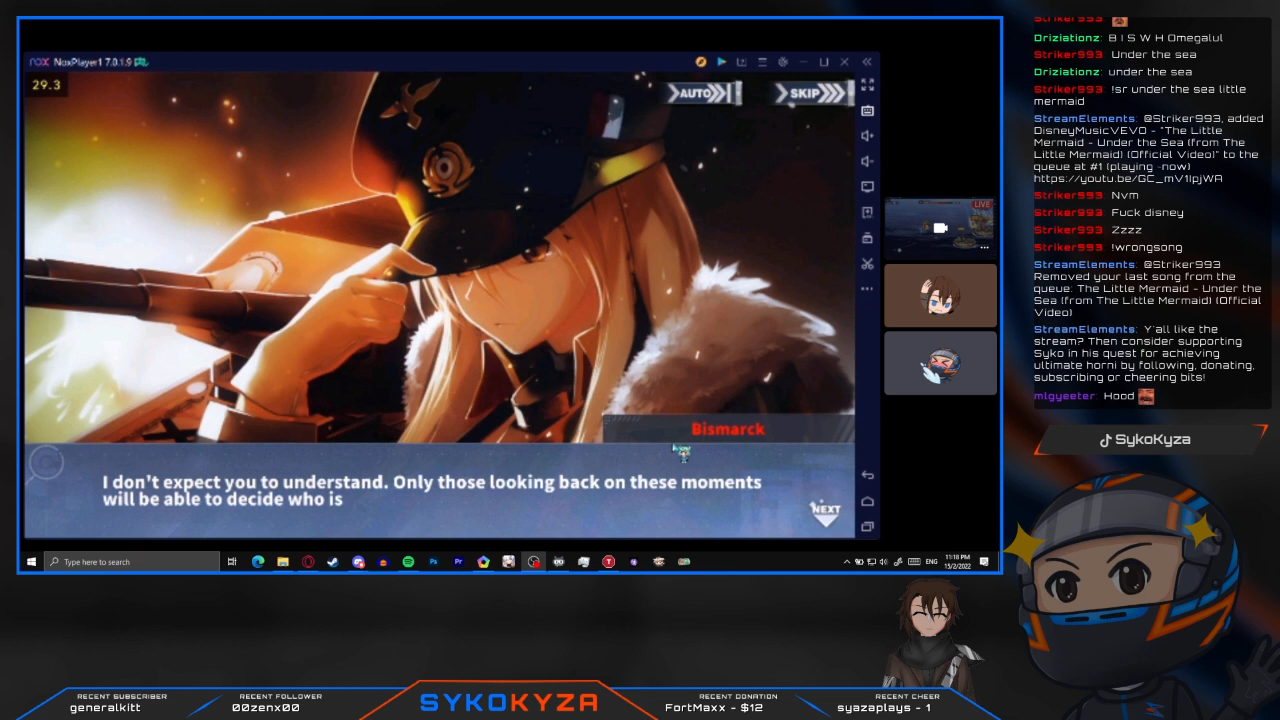 nox NoxPlayer1 7.0.1.9
29.3
AUTO
SKIP
LIVE
Bismarck
I don't expect you to understand. Only those looking back on these moments
will be able to decide who is
NEXT
Type here to search
ENG
11:18 PM
15/2/2022
Striker993
Driziationz: B I S W H Omegalul
Striker993 Under the sea
Driziationz: under the sea
Striker993 !sr under the sea little
mermaid
StreamElements: @Striker993, added
DisneyMusicVEVO - "The Little
Mermaid - Under the Sea (from The
Little Mermaid) (Official Video)" to the
queue at #1 (playing ~now)
https://youtu.be/GC_mV1IpjWA
Striker993 Nvm
Striker993 Fuck disney
Striker993 Zzzz
Striker993 !wrongsong
StreamElements: @Striker993
Removed your last song from the
queue: The Little Mermaid - Under the
Sea (from The Little Mermaid) (Official
Video)
StreamElements: Y'all like the
stream? Then consider supporting
Syko in his quest for achieving
ultimate horni by following, donating,
subscribing or cheering bits!
mlgyeeter: Hood
SykoKyza
RECENT SUBSCRIBER
generalkitt
RECENT FOLLOWER
00zenx00
SYKOKYZA
RECENT DONATION
FortMaxx - $12
RECENT CHEER
syazaplays - 1